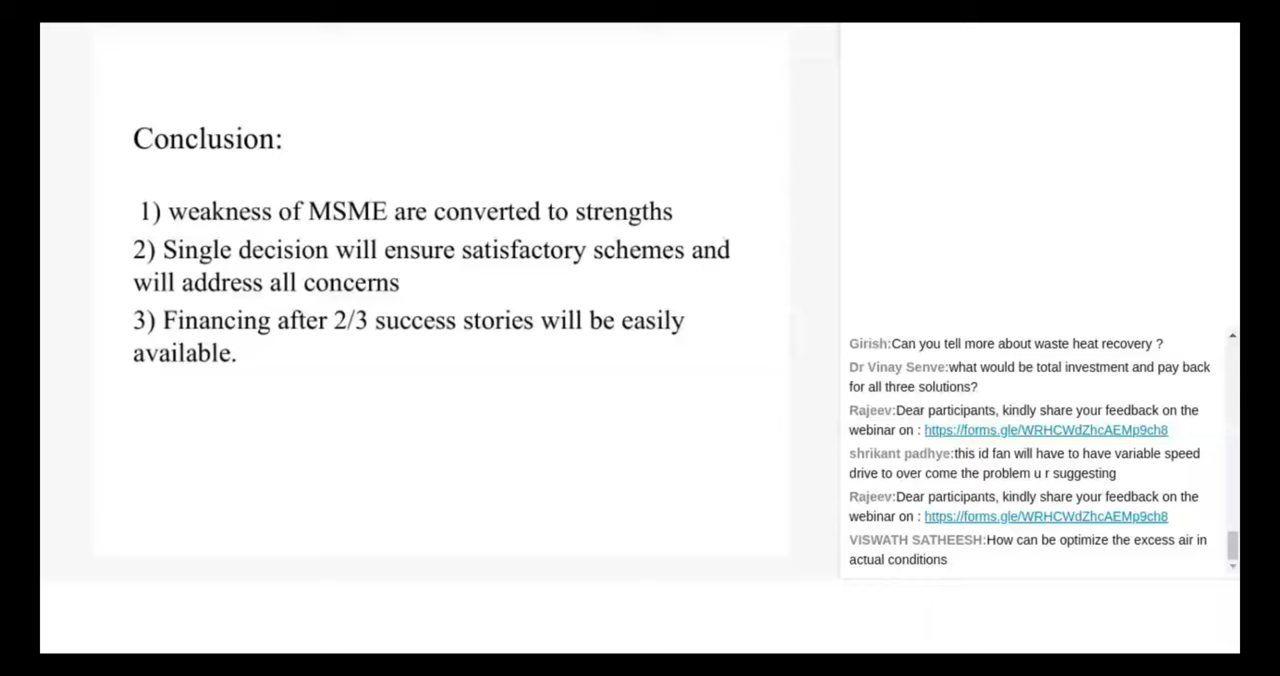 Conclusion:
1) weakness of MSME are converted to strengths
2) Single decision will ensure satisfactory schemes and
will address all concerns
3) Financing after 2/3 success stories will be easily
available.
Girish:Can you tell more about waste heat recovery ?
Dr Vinay Senve:what would be total investment and pay back
for all three solutions?
Rajeev:Dear participants, kindly share your feedback on the
webinar on : https://forms.gle/WRHCWdZhcAEMp9ch8
shrikant padhye:this id fan will have to have variable speed
drive to over come the problem u r suggesting
Rajeev:Dear participants, kindly share your feedback on the
webinar on : https://forms.gle/WRHCWdZhcAEMp9ch8
VISWATH SATHEESH:How can be optimize the excess air in
actual conditions